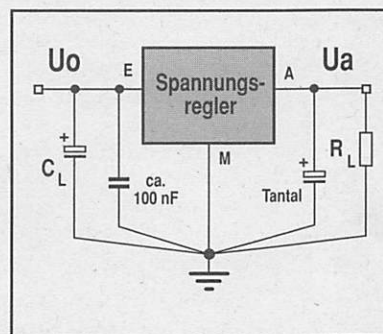 Uo
E
Spannungs-
regler
A
Ua
M
+
C L
ca.
100 nF
+
Tantal
R L